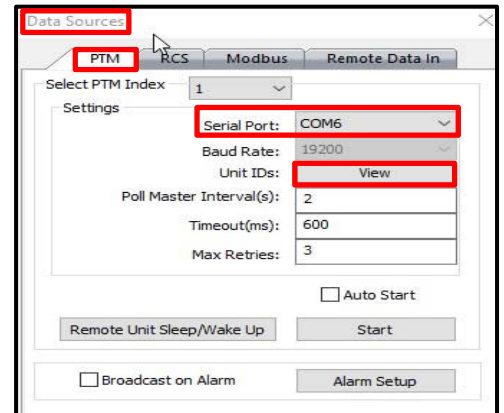 Data Sources
PTM RCS Modbus Remote Data In
Select PTM Index 1
Settings
Serial Port: COM6
Baud Rate: 19200
Unit IDs: View
Poll Master Interval(s): 2
Timeout(ms): 600
Max Retries: 3
Auto Start
Remote Unit Sleep/Wake Up Start
Broadcast on Alarm Alarm Setup